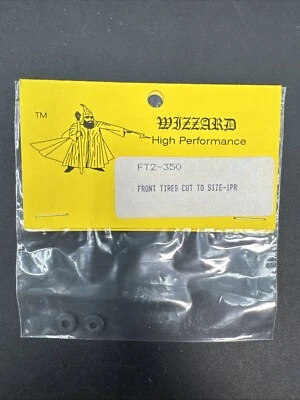 TM
WIZZARD
High Performance
FT2-350
FRONT TIRES CUT TO SIZE-1PR